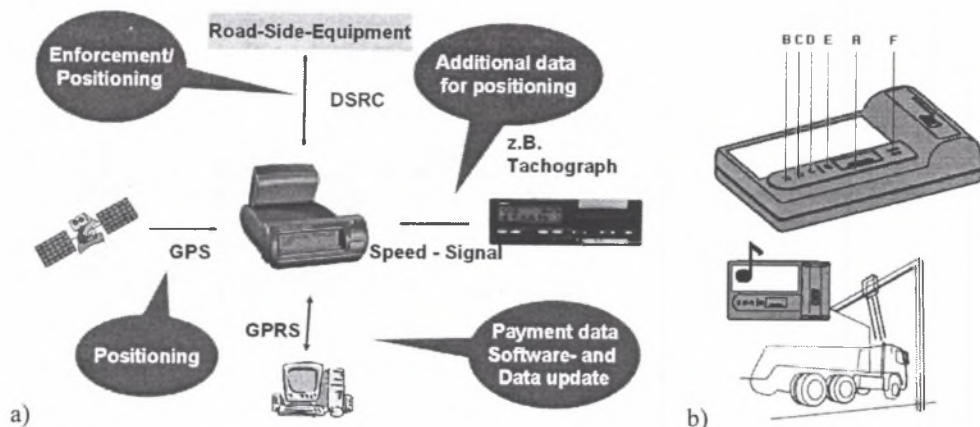 Road-Side-Equipment
Enforcement/
Positioning
DSRC
Additional data
for positioning
z.B.
Tachograph
GPS
Speed - Signal
GPRS
Positioning
Payment data
Software- and
Data update
a)
B C D E A F
b)